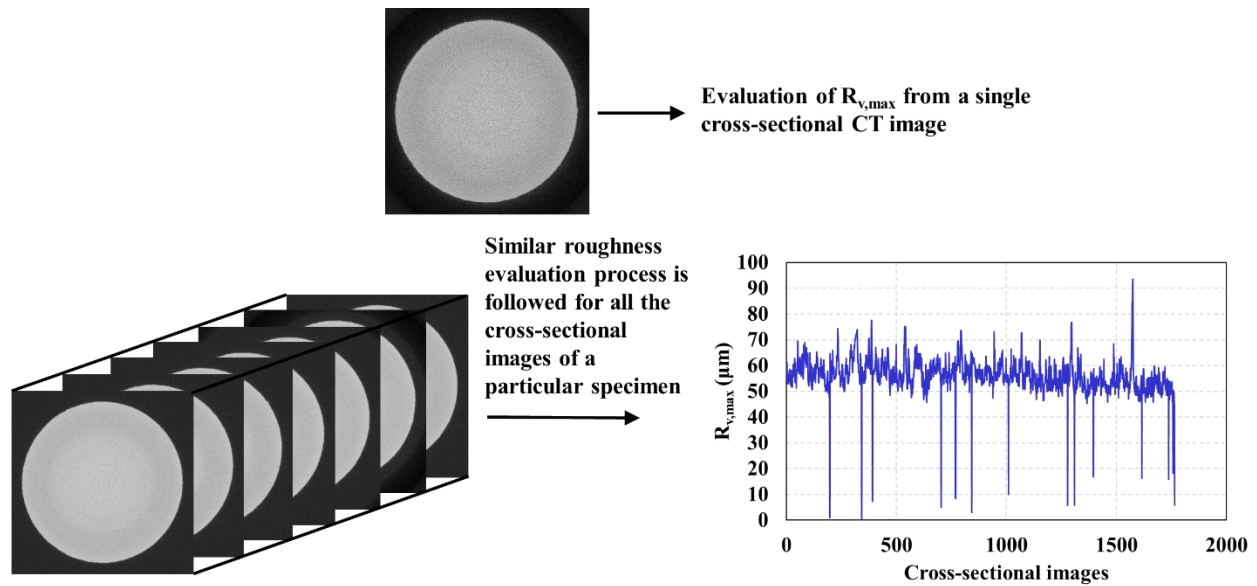 Evaluation of Rv,max from a single
cross-sectional CT image
Similar roughness
evaluation process is
followed for all the
cross-sectional
images of a
particular specimen
100
90
80
70
60
50
40
30
20
10
0
Rv,max (µm)
0 500 1000 1500 2000
Cross-sectional images